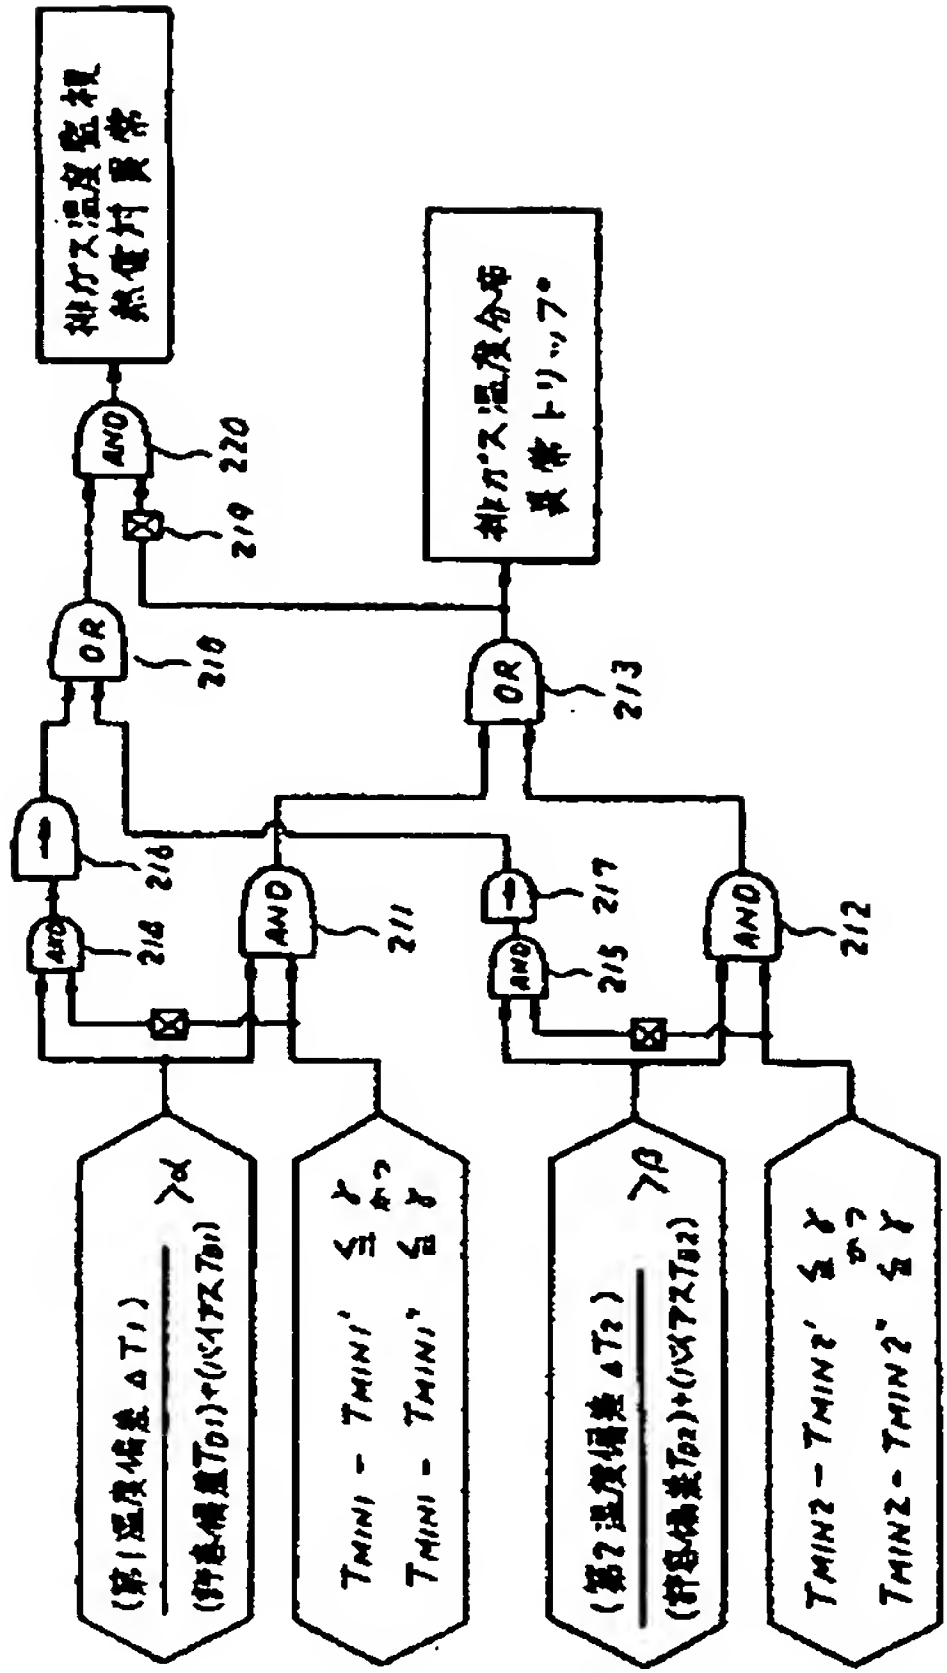 (第1温度偏差 ΔT1)
(許容偏差TD1)+(バイアスTB1)
>α
TMIN1 - TMIN1' ≦ γ
かつ
TMIN1 - TMIN1" ≦ γ
(第2温度偏差 ΔT2)
(許容偏差TD2)+(バイアスTB2)
>β
TMIN2 - TMIN2' ≦ γ
かつ
TMIN2 - TMIN2" ≦ γ
AND
218
216
AND
211
AND
215
217
AND
212
OR
218
OR
213
219
AND
220
排ガス温度監視
熱電対異常
排ガス温度分布
異常トリップ